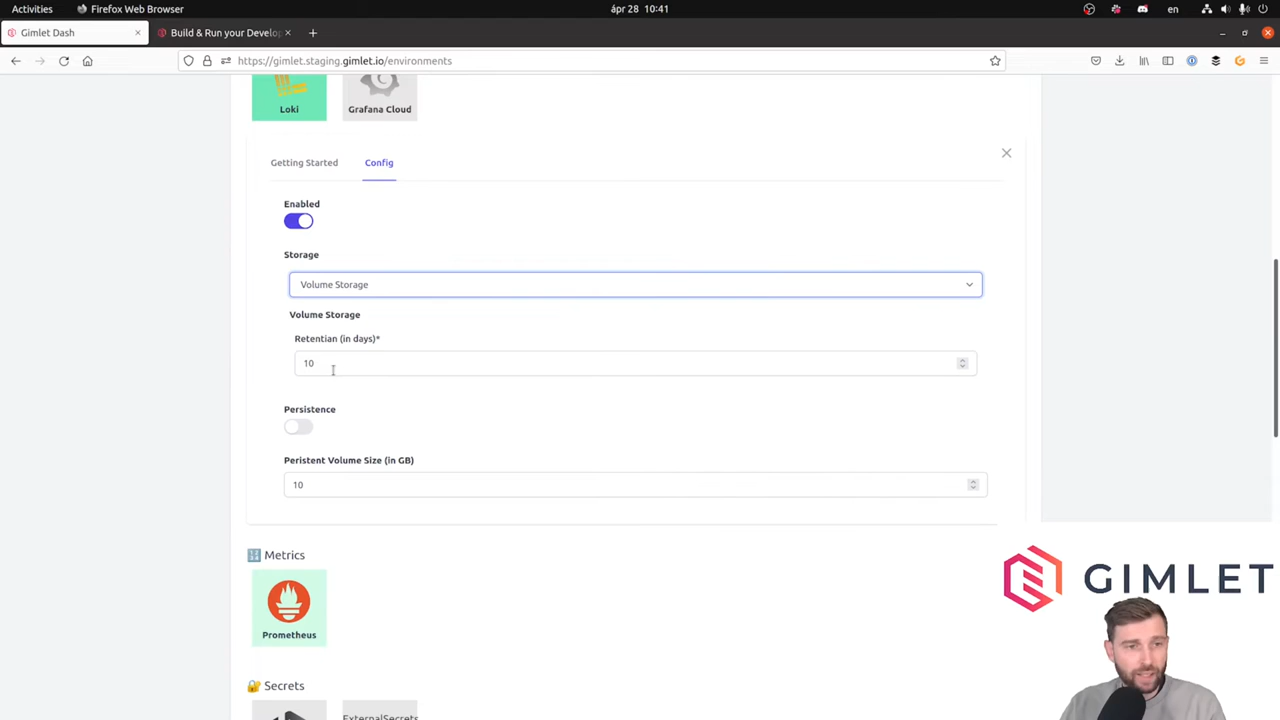 Activities
Firefox Web Browser
ápr 28 10:41
en
Gimlet Dash
Build & Run your Develo
https://gimlet.staging.gimlet.io/environments
Loki
Grafana Cloud
Getting Started
Config
Enabled
Storage
Volume Storage
Volume Storage
Retentian (in days)*
10
Persistence
Peristent Volume Size (in GB)
10
Metrics
Prometheus
GIMLET
Secrets
ExternalSecrets